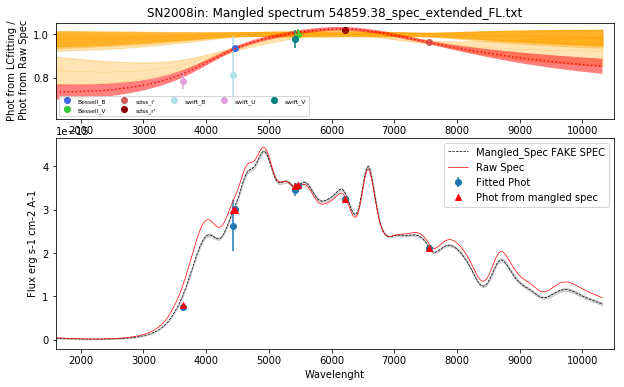 SN2008in: Mangled spectrum 54859.38_spec_extended_FL.txt
Phot from LCfitting /
Phot from Raw Spec
1.0
0.8
Bessell_B
Bessell_V
sdss_i'
sdss_r'
swift_B
swift_U
swift_V
2000 3000 4000 5000 6000 7000 8000 9000 10000
Flux erg s-1 cm-2 A-1
4
3
2
1
0
Mangled_Spec FAKE SPEC
Raw Spec
Fitted Phot
Phot from mangled spec
2000 3000 4000 5000 6000 7000 8000 9000 10000
Wavelenght